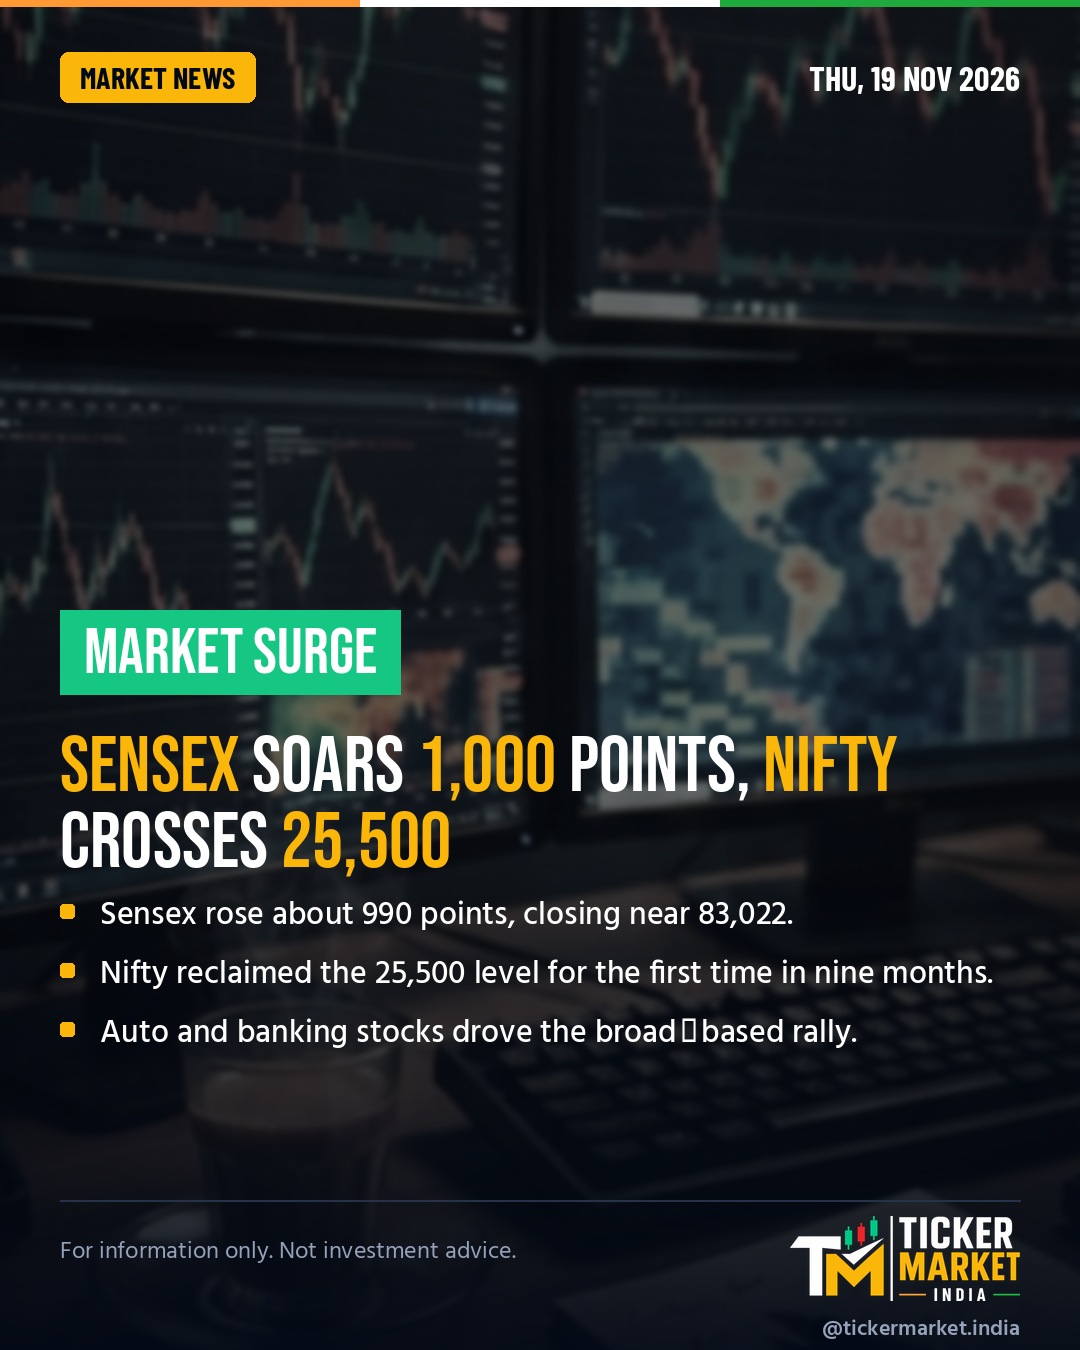 MARKET NEWS
THU, 19 NOV 2026
MARKET SURGE
SENSEX SOARS 1,000 POINTS, NIFTY
CROSSES 25,500
Sensex rose about 990 points, closing near 83,022.
Nifty reclaimed the 25,500 level for the first time in nine months.
Auto and banking stocks drove the broad▯based rally.
For information only. Not investment advice.
TM
TICKER
MARKET
INDIA
@tickermarket.india